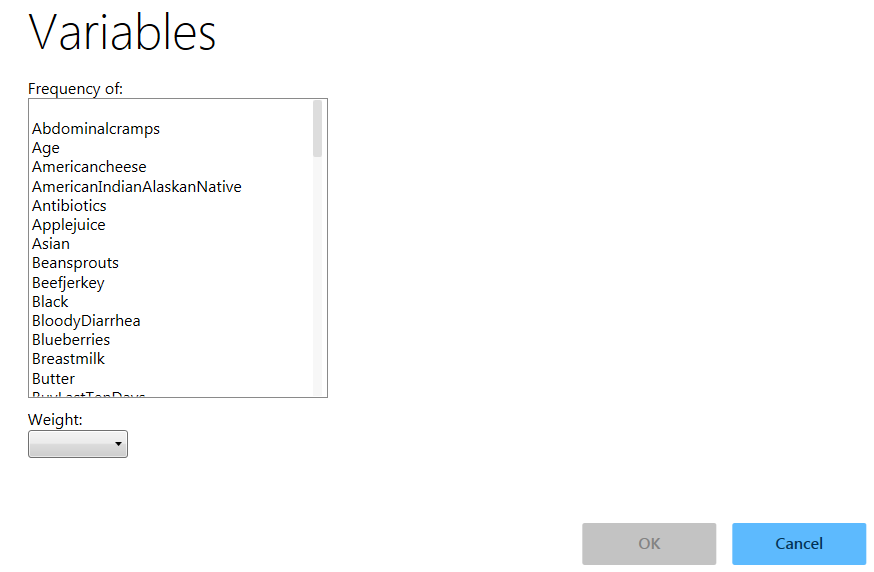 Variables
Frequency of:
Abdominalcramps
Age
Americancheese
AmericanIndianAlaskanNative
Antibiotics
Applejuice
Asian
Beansprouts
Beefjerkey
Black
BloodyDiarrhea
Blueberries
Breastmilk
Butter
BuyLastTenDays
Weight:
OK
Cancel